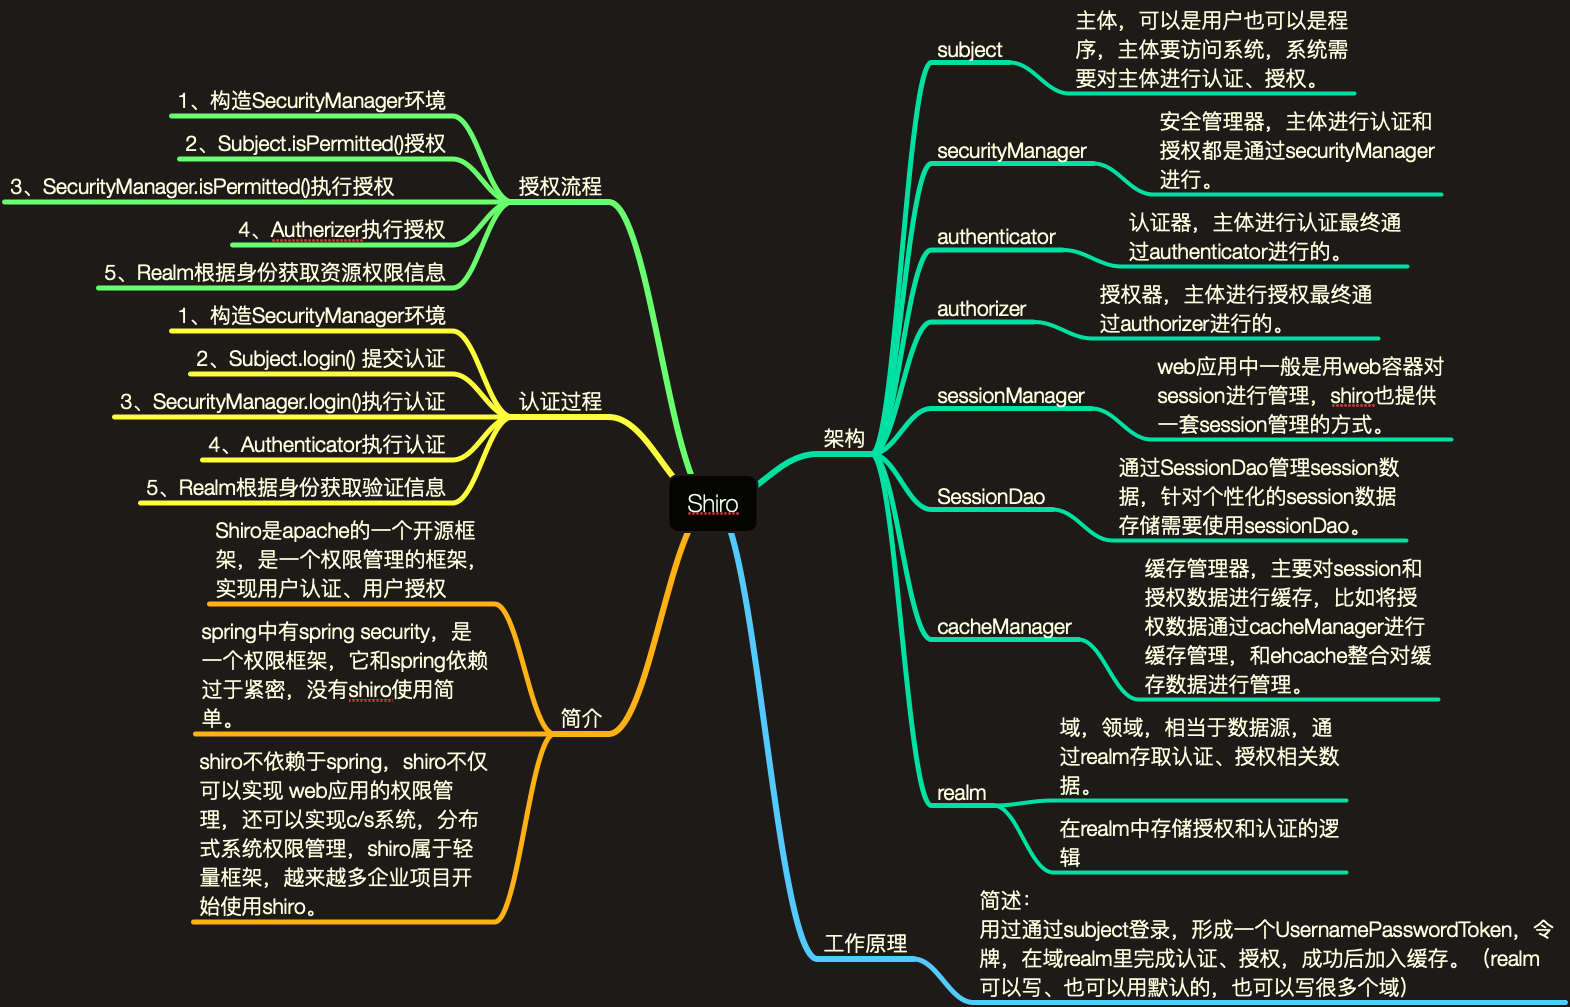 Shiro
授权流程
1、构造SecurityManager环境
2、Subject.isPermitted()授权
3、SecurityManager.isPermitted()执行授权
4、Autherizer执行授权
5、Realm根据身份获取资源权限信息
认证过程
1、构造SecurityManager环境
2、Subject.login() 提交认证
3、SecurityManager.login()执行认证
4、Authenticator执行认证
5、Realm根据身份获取验证信息
简介
Shiro是apache的一个开源框
架，是一个权限管理的框架，
实现用户认证、用户授权
spring中有spring security，是
一个权限框架，它和spring依赖
过于紧密，没有shiro使用简
单。
shiro不依赖于spring，shiro不仅
可以实现 web应用的权限管
理，还可以实现c/s系统，分布
式系统权限管理，shiro属于轻
量框架，越来越多企业项目开
始使用shiro。
架构
subject
主体，可以是用户也可以是程
序，主体要访问系统，系统需
要对主体进行认证、授权。
securityManager
安全管理器，主体进行认证和
授权都是通过securityManager
进行。
authenticator
认证器，主体进行认证最终通
过authenticator进行的。
authorizer
授权器，主体进行授权最终通
过authorizer进行的。
sessionManager
web应用中一般是用web容器对
session进行管理，shiro也提供
一套session管理的方式。
SessionDao
通过SessionDao管理session数
据，针对个性化的session数据
存储需要使用sessionDao。
cacheManager
缓存管理器，主要对session和
授权数据进行缓存，比如将授
权数据通过cacheManager进行
缓存管理，和ehcache整合对缓
存数据进行管理。
realm
域，领域，相当于数据源，通
过realm存取认证、授权相关数
据。
在realm中存储授权和认证的逻
辑
工作原理
简述：
用过通过subject登录，形成一个UsernamePasswordToken，令
牌，在域realm里完成认证、授权，成功后加入缓存。（realm
可以写、也可以用默认的，也可以写很多个域）